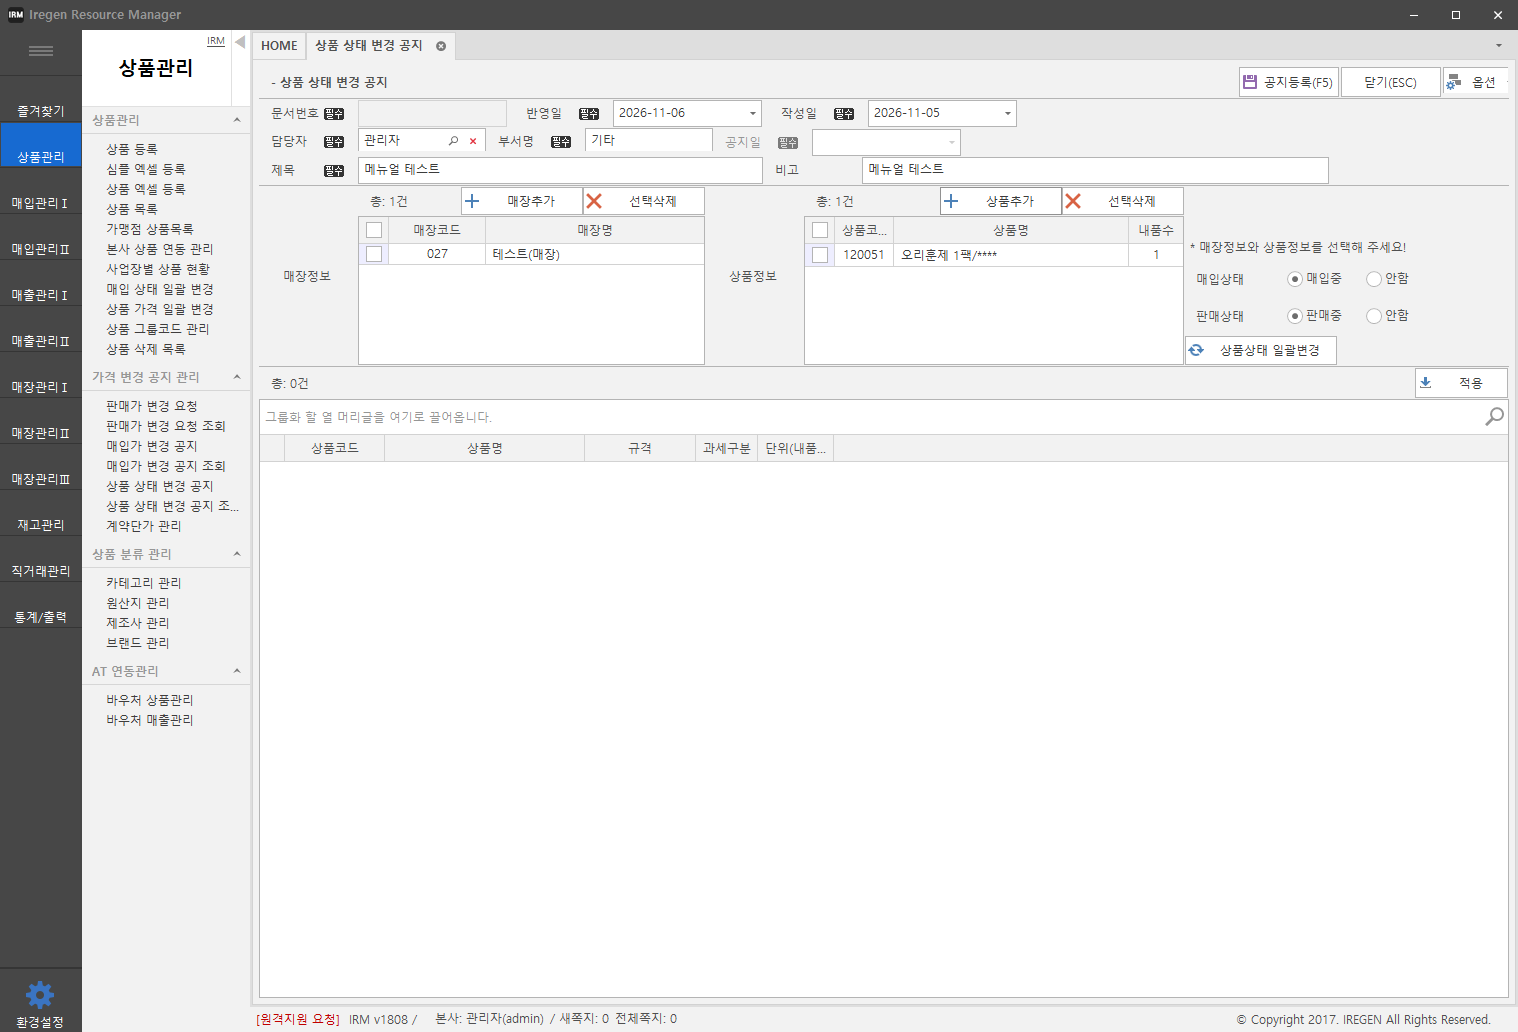 IRM Iregen Resource Manager
IRM
상품관리
즐겨찾기
상품관리
매입관리 I
매입관리 II
매출관리 I
매출관리 II
매장관리 I
매장관리 II
매장관리 III
재고관리
직거래관리
통계/출력
환경설정
상품관리
상품 등록
심플 엑셀 등록
상품 엑셀 등록
상품 목록
가맹점 상품목록
본사 상품 연동 관리
사업장별 상품 현황
매입 상태 일괄 변경
상품 가격 일괄 변경
상품 그룹코드 관리
상품 삭제 목록
가격 변경 공지 관리
판매가 변경 요청
판매가 변경 요청 조회
매입가 변경 공지
매입가 변경 공지 조회
상품 상태 변경 공지
상품 상태 변경 공지 조...
계약단가 관리
상품 분류 관리
카테고리 관리
원산지 관리
제조사 관리
브랜드 관리
AT 연동관리
바우처 상품관리
바우처 매출관리
HOME 상품 상태 변경 공지
- 상품 상태 변경 공지 공지등록(F5) 닫기(ESC) 옵션
문서번호 필수 반영일 필수 2026-11-06 작성일 필수 2026-11-05
담당자 필수 관리자 부서명 필수 기타 공지일 필수
제목 필수 메뉴얼 테스트 비고 메뉴얼 테스트
총: 1건 매장추가 선택삭제 총: 1건 상품추가 선택삭제
매장코드 매장명 상품코... 상품명 내품수
027 테스트(매장) 120051 오리훈제 1팩/**** 1
매장정보 상품정보
* 매장정보와 상품정보를 선택해 주세요!
매입상태 매입중 안함
판매상태 판매중 안함
상품상태 일괄변경
총: 0건 적용
그룹화 할 열 머리글을 여기로 끌어옵니다.
상품코드 상품명 규격 과세구분 단위(내품...
[원격지원 요청] IRM v1808 / 본사: 관리자(admin) / 새쪽지: 0 전체쪽지: 0 © Copyright 2017. IREGEN All Rights Reserved.